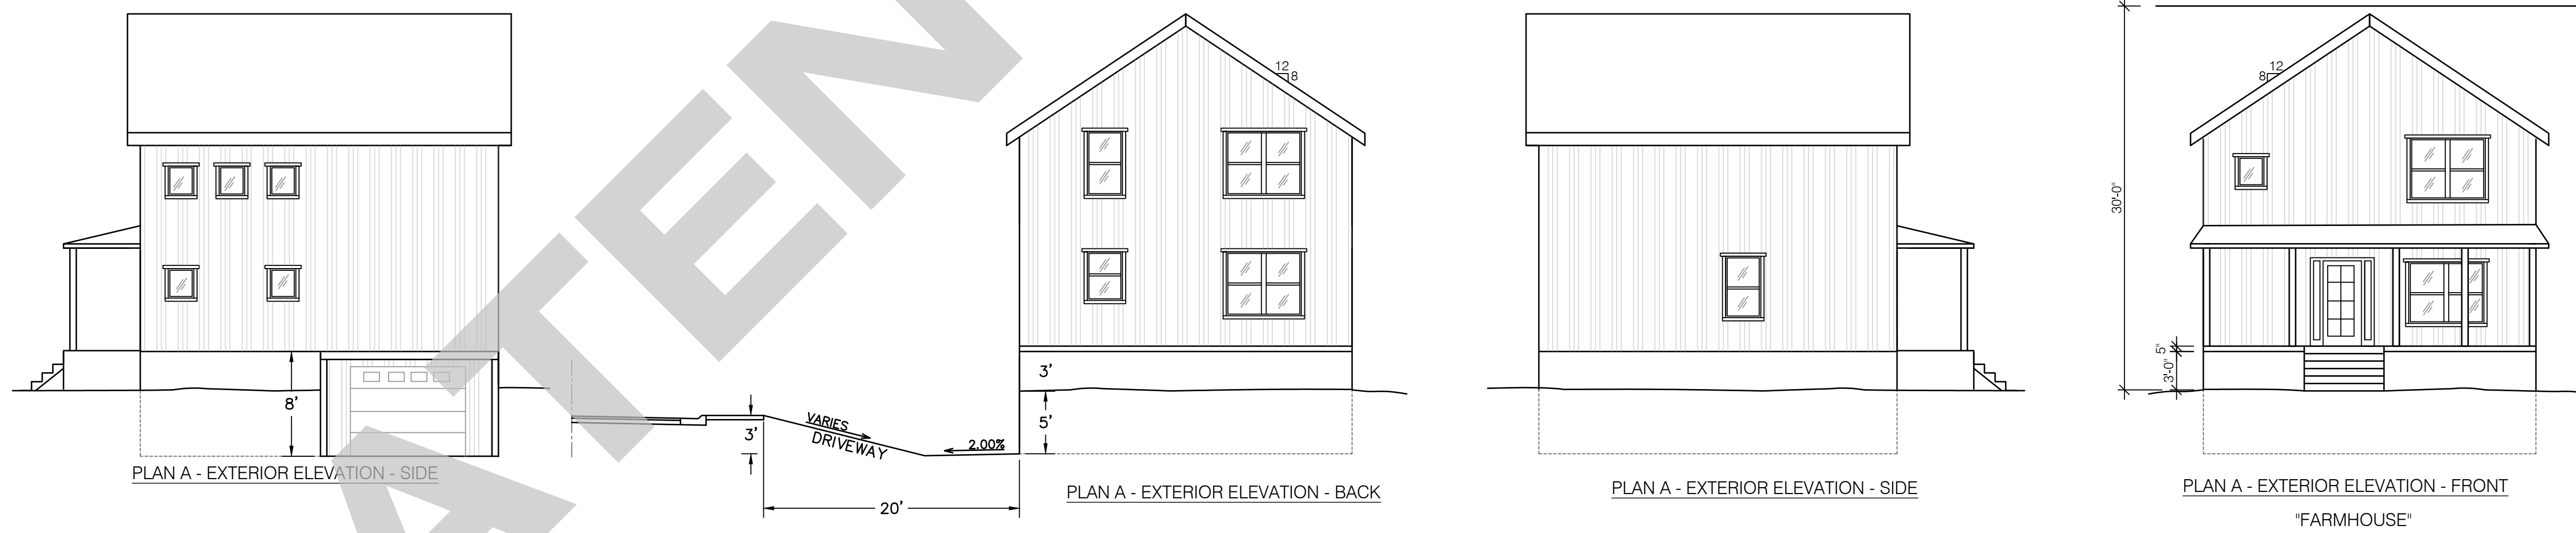 8'
PLAN A - EXTERIOR ELEVATION - SIDE
ATEN
3'
VARIES
DRIVEWAY
2.00%
20'
12
8
3'
5'
PLAN A - EXTERIOR ELEVATION - BACK
PLAN A - EXTERIOR ELEVATION - SIDE
30'-0"
12
8
5"
3'-0"
PLAN A - EXTERIOR ELEVATION - FRONT
"FARMHOUSE"